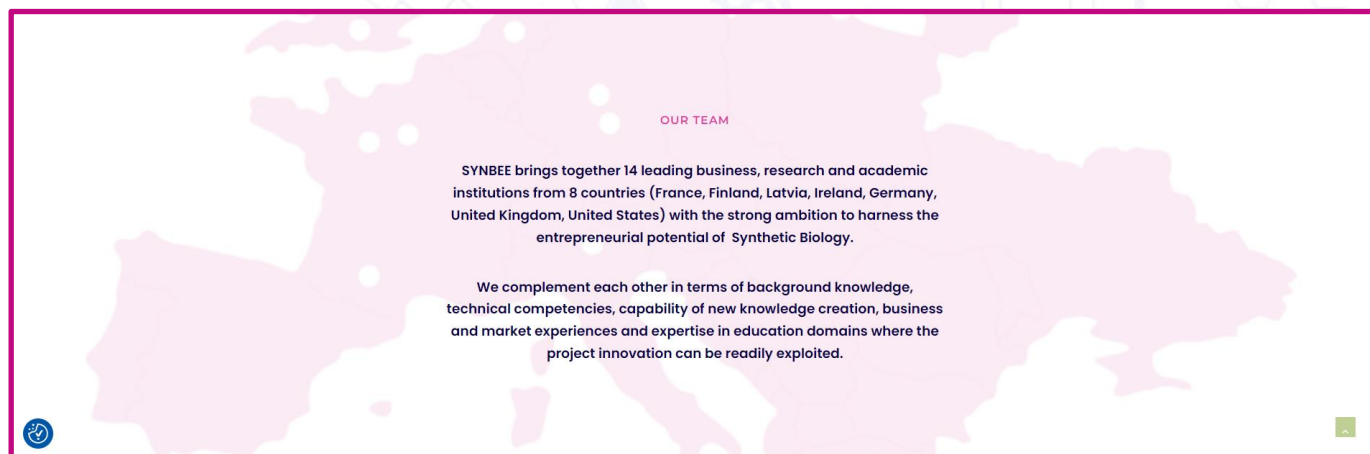 OUR TEAM
SYNBEE brings together 14 leading business, research and academic
institutions from 8 countries (France, Finland, Latvia, Ireland, Germany,
United Kingdom, United States) with the strong ambition to harness the
entrepreneurial potential of Synthetic Biology.
We complement each other in terms of background knowledge,
technical competencies, capability of new knowledge creation, business
and market experiences and expertise in education domains where the
project innovation can be readily exploited.